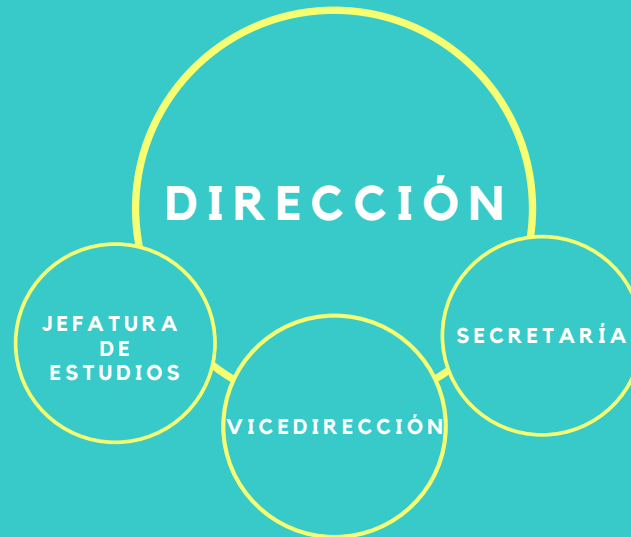 DIRECCIÓN
JEFATURA
DE
ESTUDIOS
VICEDIRECCIÓN
SECRETARÍA